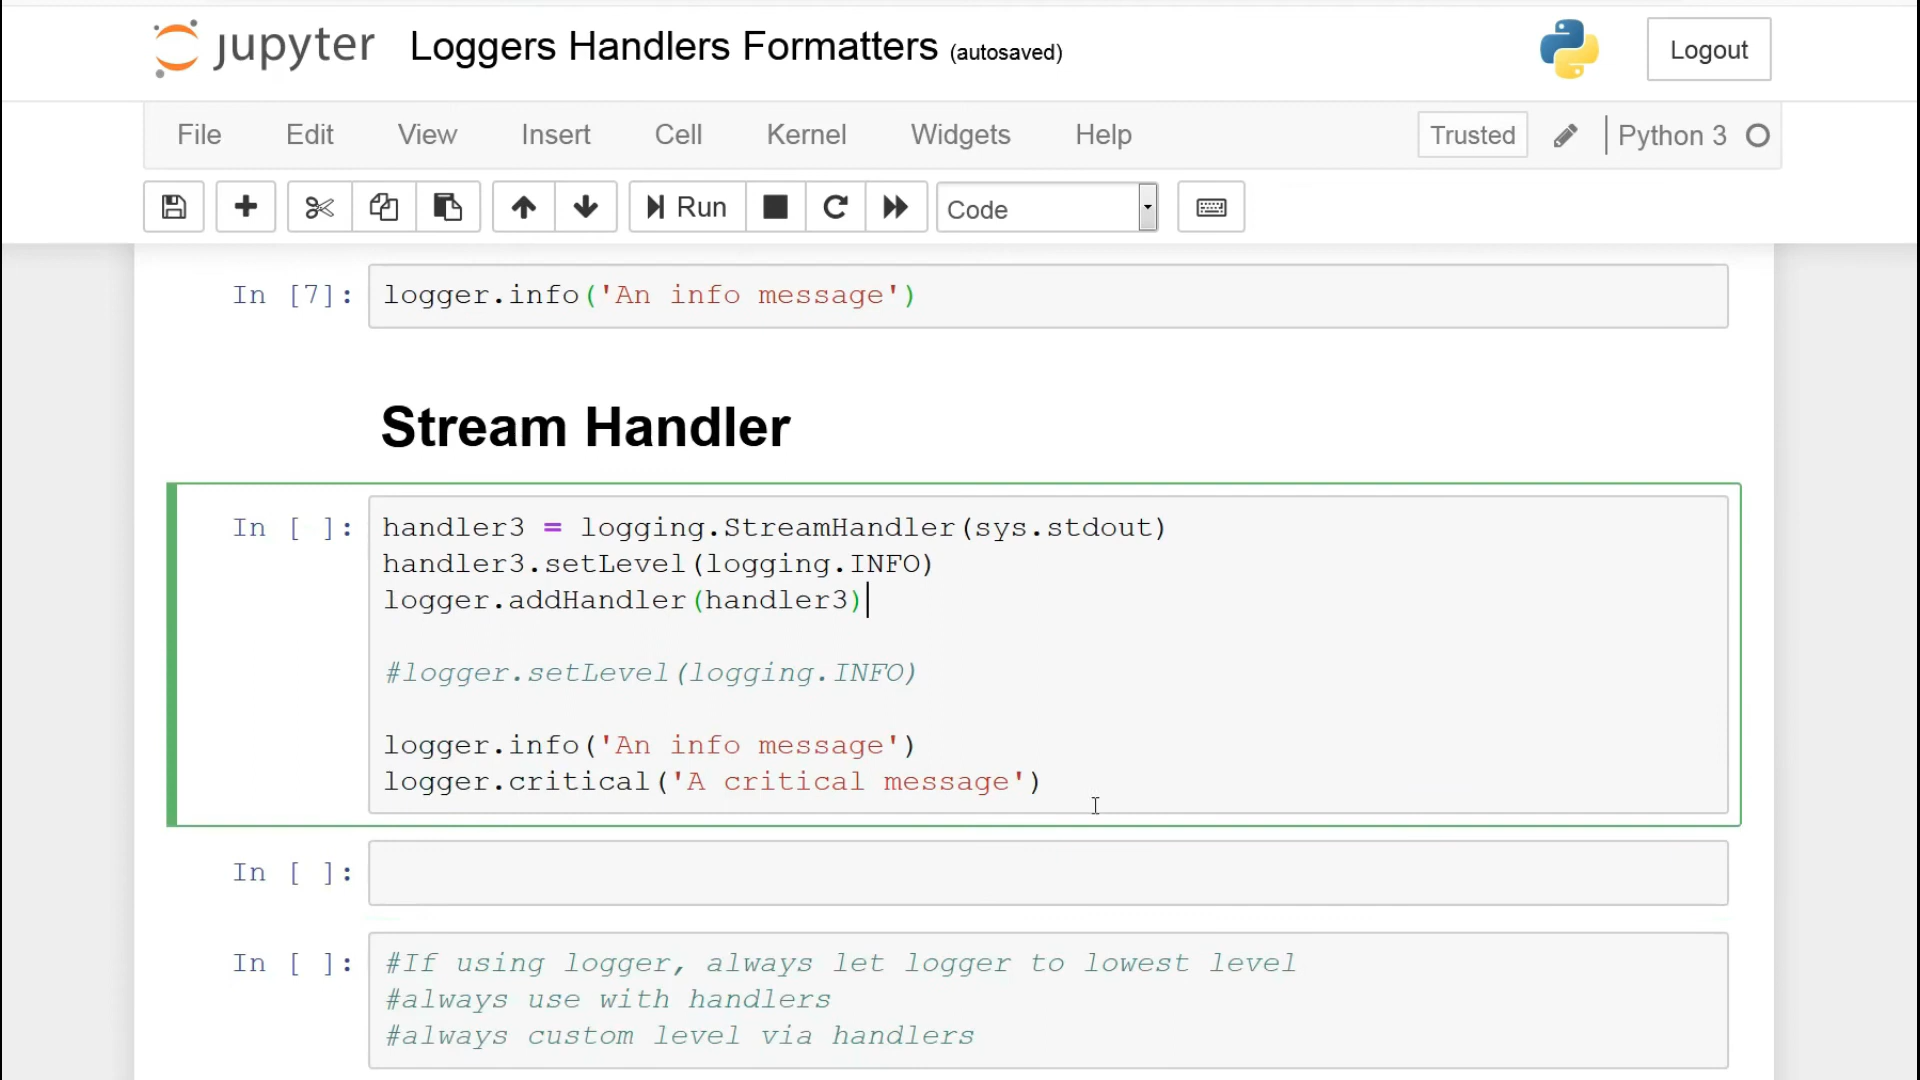 jupyter Loggers Handlers Formatters (autosaved) Logout
File Edit View Insert Cell Kernel Widgets Help Trusted Python 3
Run Code
In [7]: logger.info('An info message')
Stream Handler
In [ ]: handler3 = logging.StreamHandler(sys.stdout)
handler3.setLevel(logging.INFO)
logger.addHandler(handler3)
#logger.setLevel(logging.INFO)
logger.info('An info message')
logger.critical('A critical message')
In [ ]:
In [ ]: #If using logger, always let logger to lowest level
#always use with handlers
#always custom level via handlers